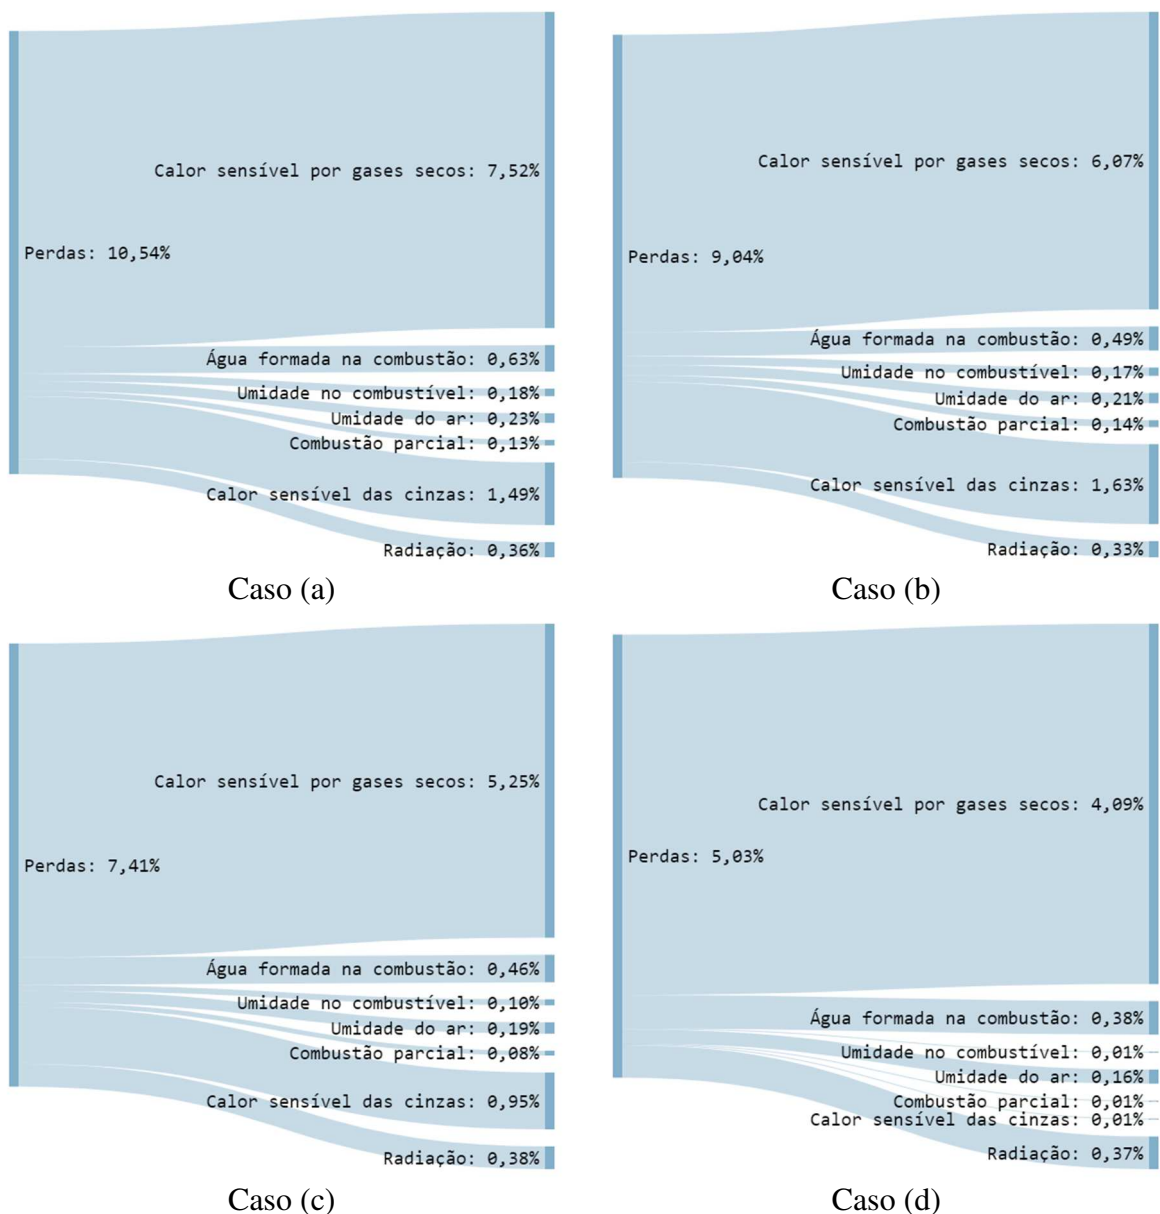 Calor sensível por gases secos: 7,52%
Perdas: 10,54%
Água formada na combustão: 0,63%
Umidade no combustível: 0,18%
Umidade do ar: 0,23%
Combustão parcial: 0,13%
Calor sensível das cinzas: 1,49%
Radiação: 0,36%
Caso (a)
Calor sensível por gases secos: 6,07%
Perdas: 9,04%
Água formada na combustão: 0,49%
Umidade no combustível: 0,17%
Umidade do ar: 0,21%
Combustão parcial: 0,14%
Calor sensível das cinzas: 1,63%
Radiação: 0,33%
Caso (b)
Calor sensível por gases secos: 5,25%
Perdas: 7,41%
Água formada na combustão: 0,46%
Umidade no combustível: 0,10%
Umidade do ar: 0,19%
Combustão parcial: 0,08%
Calor sensível das cinzas: 0,95%
Radiação: 0,38%
Caso (c)
Calor sensível por gases secos: 4,09%
Perdas: 5,03%
Água formada na combustão: 0,38%
Umidade no combustível: 0,01%
Umidade do ar: 0,16%
Combustão parcial: 0,01%
Calor sensível das cinzas: 0,01%
Radiação: 0,37%
Caso (d)